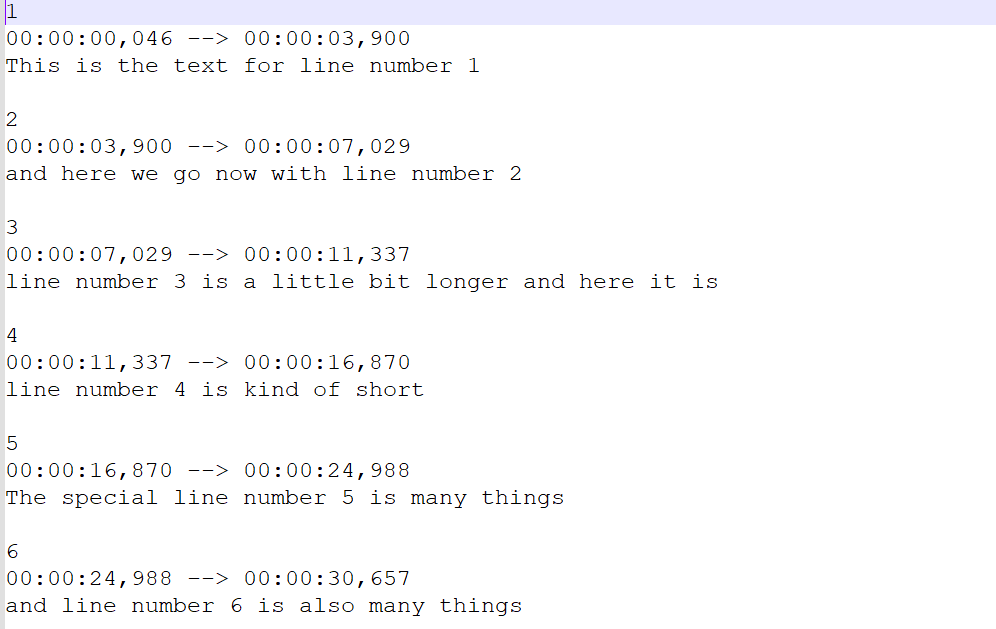 1
00:00:00,046 --> 00:00:03,900
This is the text for line number 1

2
00:00:03,900 --> 00:00:07,029
and here we go now with line number 2

3
00:00:07,029 --> 00:00:11,337
line number 3 is a little bit longer and here it is

4
00:00:11,337 --> 00:00:16,870
line number 4 is kind of short

5
00:00:16,870 --> 00:00:24,988
The special line number 5 is many things

6
00:00:24,988 --> 00:00:30,657
and line number 6 is also many things